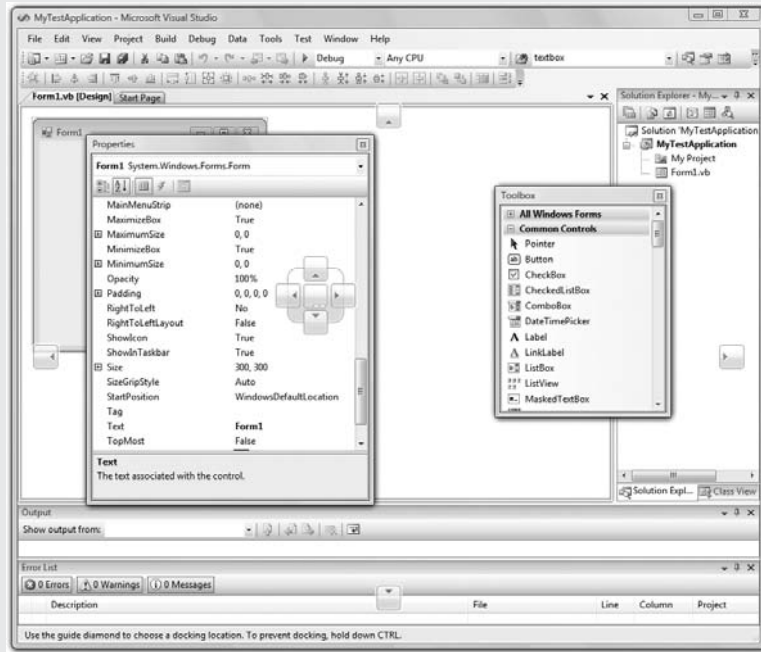 MyTestApplication - Microsoft Visual Studio
File Edit View Project Build Debug Data Tools Test Window Help
Debug Any CPU textbox
Form1.vb [Design] Start Page
Form1
Properties
Form1 System.Windows.Forms.Form
MainMenuStrip (none)
MaximizeBox True
MaximumSize 0, 0
MinimizeBox True
MinimumSize 0, 0
Opacity 100%
Padding 0, 0, 0, 0
RightToLeft No
RightToLeftLayout False
ShowIcon True
ShowInTaskbar True
Size 300, 300
SizeGripStyle Auto
StartPosition WindowsDefaultLocation
Tag
Text Form1
TopMost False
Text
The text associated with the control.
Toolbox
All Windows Forms
Common Controls
Pointer
Button
CheckBox
CheckedListBox
ComboBox
DateTimePicker
Label
LinkLabel
ListBox
ListView
MaskedTextBox
Solution Explorer - My...
Solution 'MyTestApplication
MyTestApplication
My Project
Form1.vb
Solution Expl... Class View
Output
Show output from:
Error List
0 Errors 0 Warnings 0 Messages
Description File Line Column Project
Use the guide diamond to choose a docking location. To prevent docking, hold down CTRL.